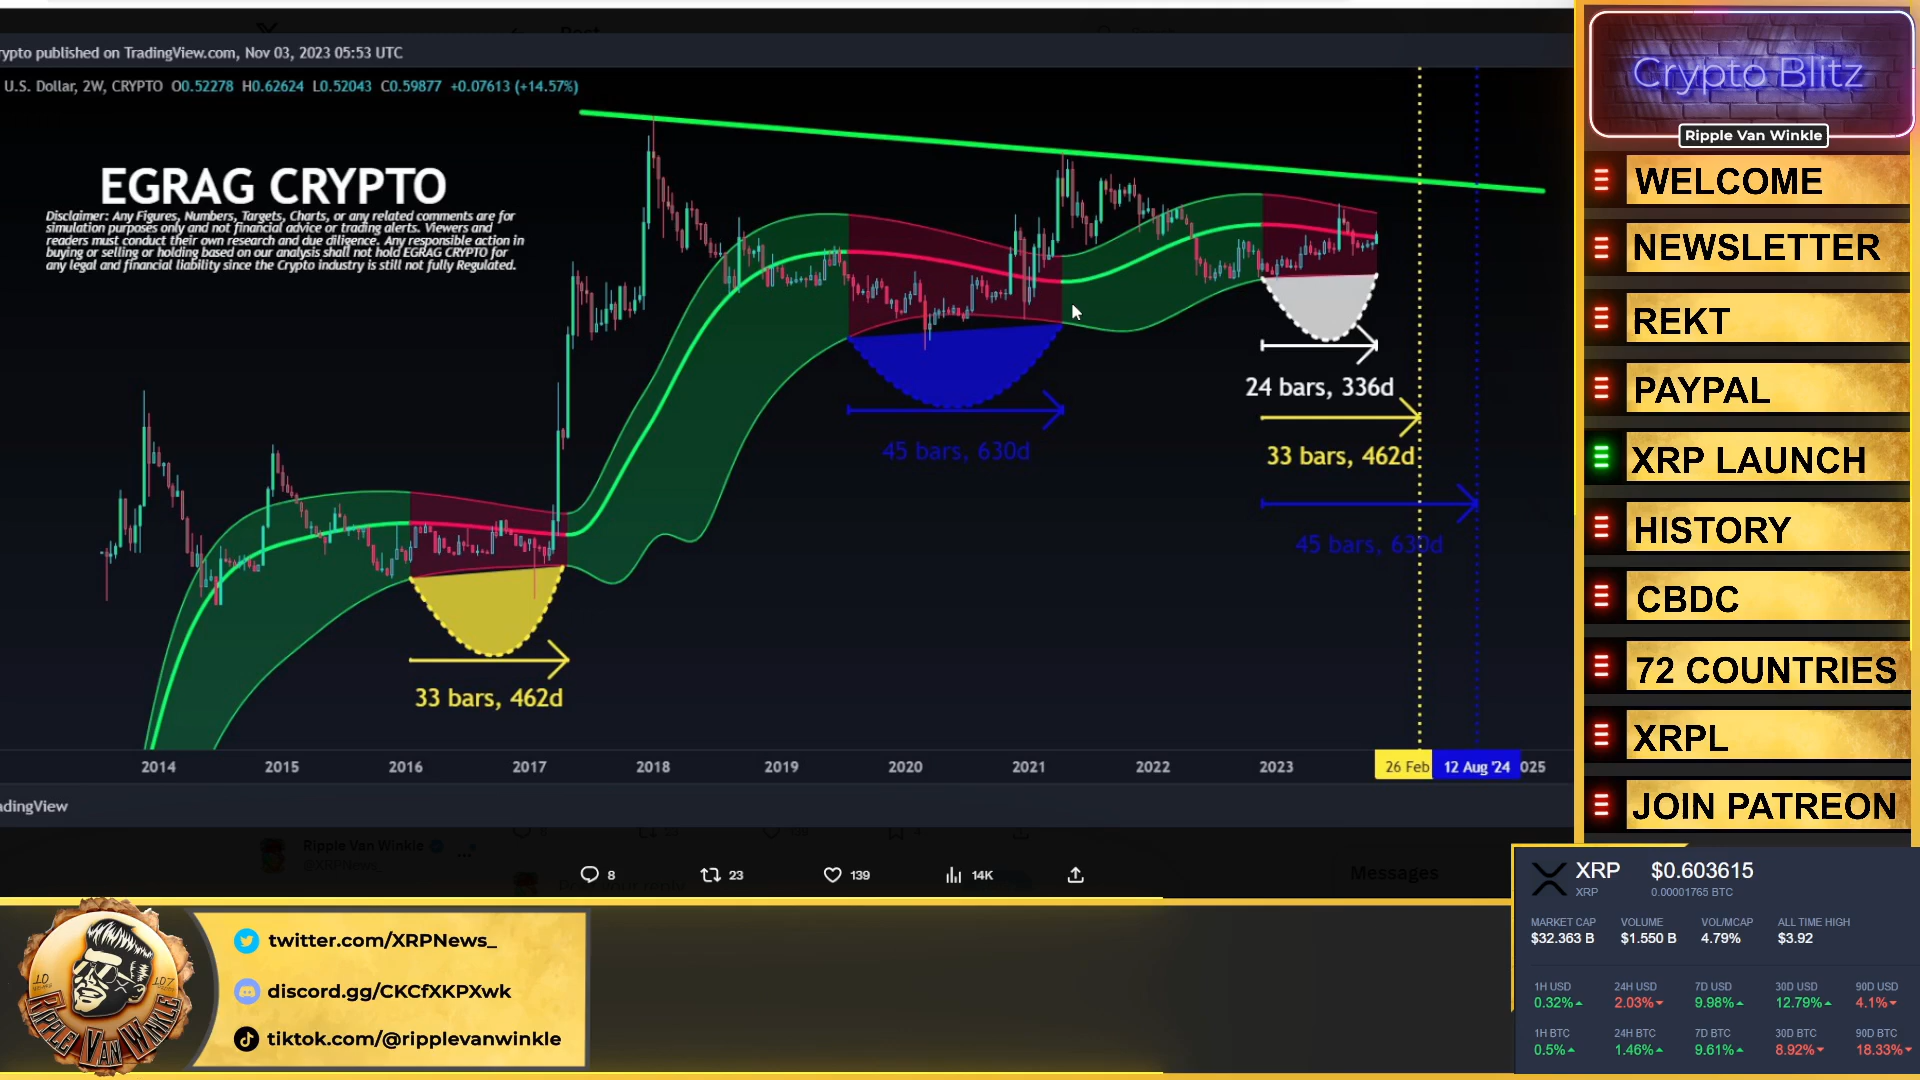 rypto published on TradingView.com, Nov 03, 2023 05:53 UTC
U.S. Dollar, 2W, CRYPTO O0.52278 H0.62624 L0.52043 C0.59877 +0.07613 (+14.57%)
EGRAG CRYPTO
Disclaimer: Any Figures, Numbers, Targets, Charts, or any related comments are for
simulation purposes only and not financial advice or trading alerts. Viewers and
readers must conduct their own research and due diligence. Any responsible action in
buying or selling or holding based on our analysis shall not hold EGRAG CRYPTO for
any legal and financial liability since the Crypto industry is still not fully Regulated.
24 bars, 336d
33 bars, 462d
45 bars, 630d
45 bars, 630d
33 bars, 462d
2014 2015 2016 2017 2018 2019 2020 2021 2022 2023 26 Feb 12 Aug '24 025
adingView
Ripple Van Winkle
@XRPNews_
8 23 139 14K
Messages
Crypto Blitz
Ripple Van Winkle
WELCOME
NEWSLETTER
REKT
PAYPAL
XRP LAUNCH
HISTORY
CBDC
72 COUNTRIES
XRPL
JOIN PATREON
RIPPLE VAN WINKLE
twitter.com/XRPNews_
discord.gg/CKCfXKPXwk
tiktok.com/@ripplevanwinkle
XRP $0.603615
XRP 0.00001765 BTC
MARKET CAP VOLUME VOL/MCAP ALL TIME HIGH
$32.363 B $1.550 B 4.79% $3.92
1H USD 24H USD 7D USD 30D USD 90D USD
0.32% 2.03% 9.98% 12.79% 4.1%
1H BTC 24H BTC 7D BTC 30D BTC 90D BTC
0.5% 1.46% 9.61% 8.92% 18.33%